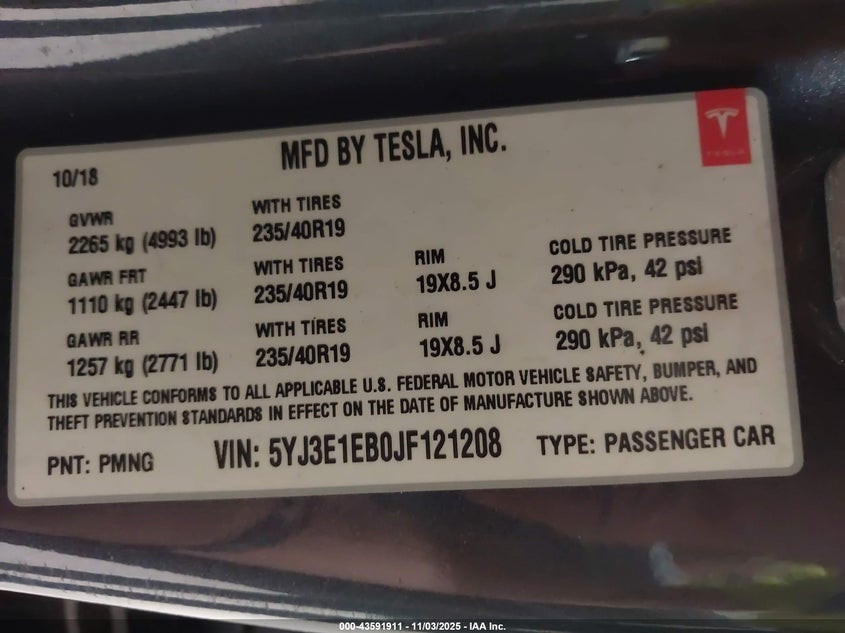 MFD BY TESLA, INC.
TESLA
10/18
GVWR
2265 kg (4993 lb)
WITH TIRES
235/40R19
GAWR FRT
1110 kg (2447 lb)
WITH TIRES
235/40R19
RIM
19X8.5 J
COLD TIRE PRESSURE
290 kPa, 42 psi
GAWR RR
1257 kg (2771 lb)
WITH TIRES
235/40R19
RIM
19X8.5 J
COLD TIRE PRESSURE
290 kPa, 42 psi
THIS VEHICLE CONFORMS TO ALL APPLICABLE U.S. FEDERAL MOTOR VEHICLE SAFETY, BUMPER, AND
THEFT PREVENTION STANDARDS IN EFFECT ON THE DATE OF MANUFACTURE SHOWN ABOVE.
PNT: PMNG
VIN: 5YJ3E1EB0JF121208
TYPE: PASSENGER CAR
000-43591911 - 11/03/2025 - IAA Inc.